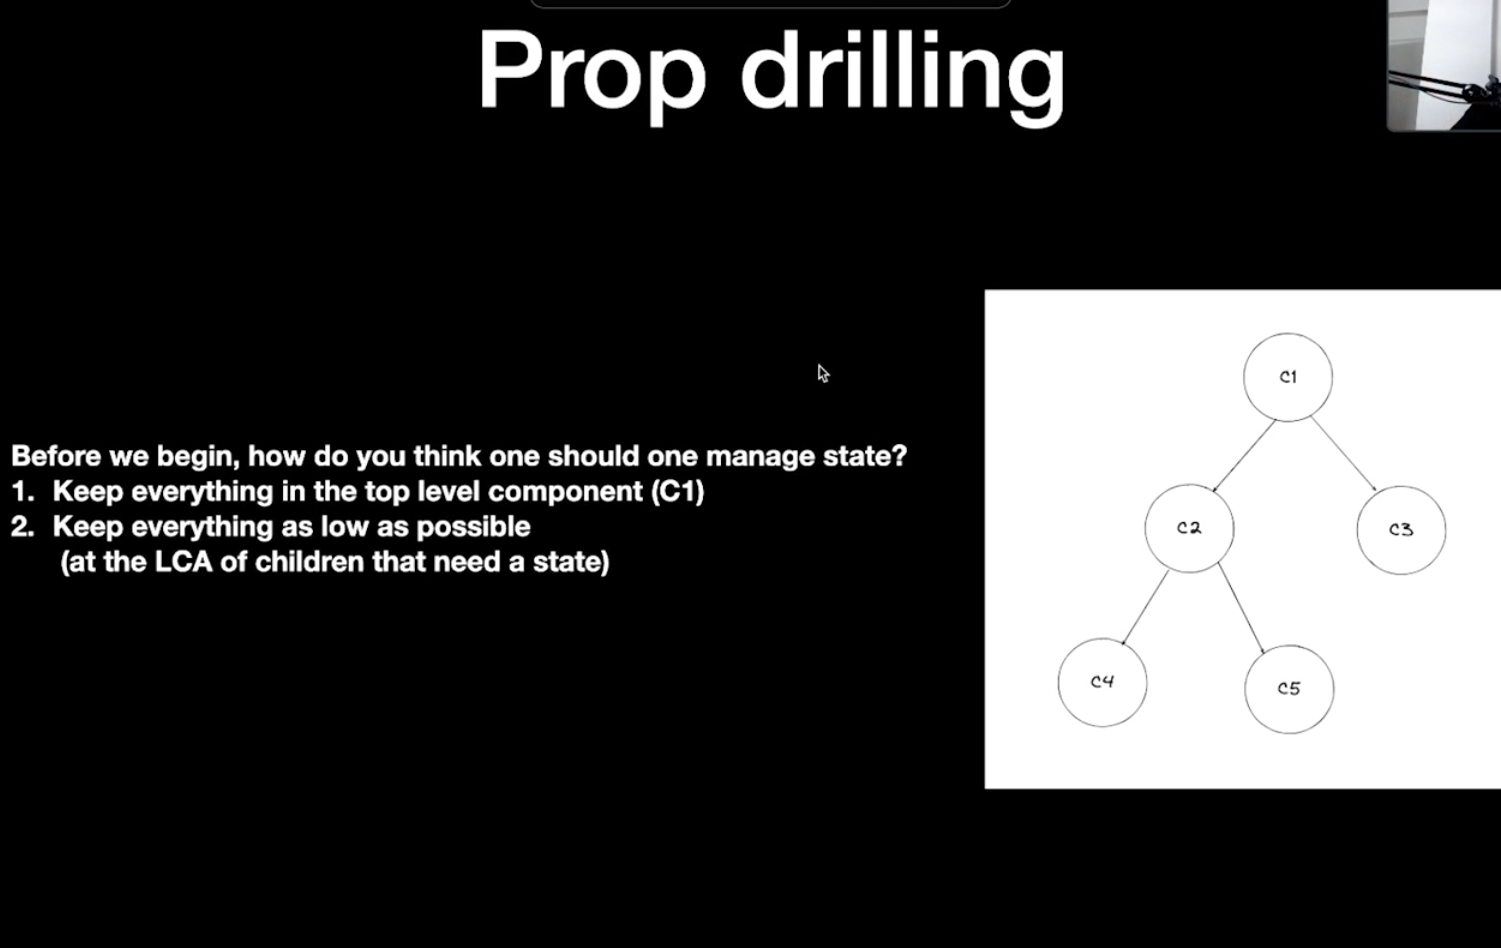 Prop drilling
Before we begin, how do you think one should one manage state?
1. Keep everything in the top level component (C1)
2. Keep everything as low as possible
(at the LCA of children that need a state)
C1
C2
C3
C4
C5